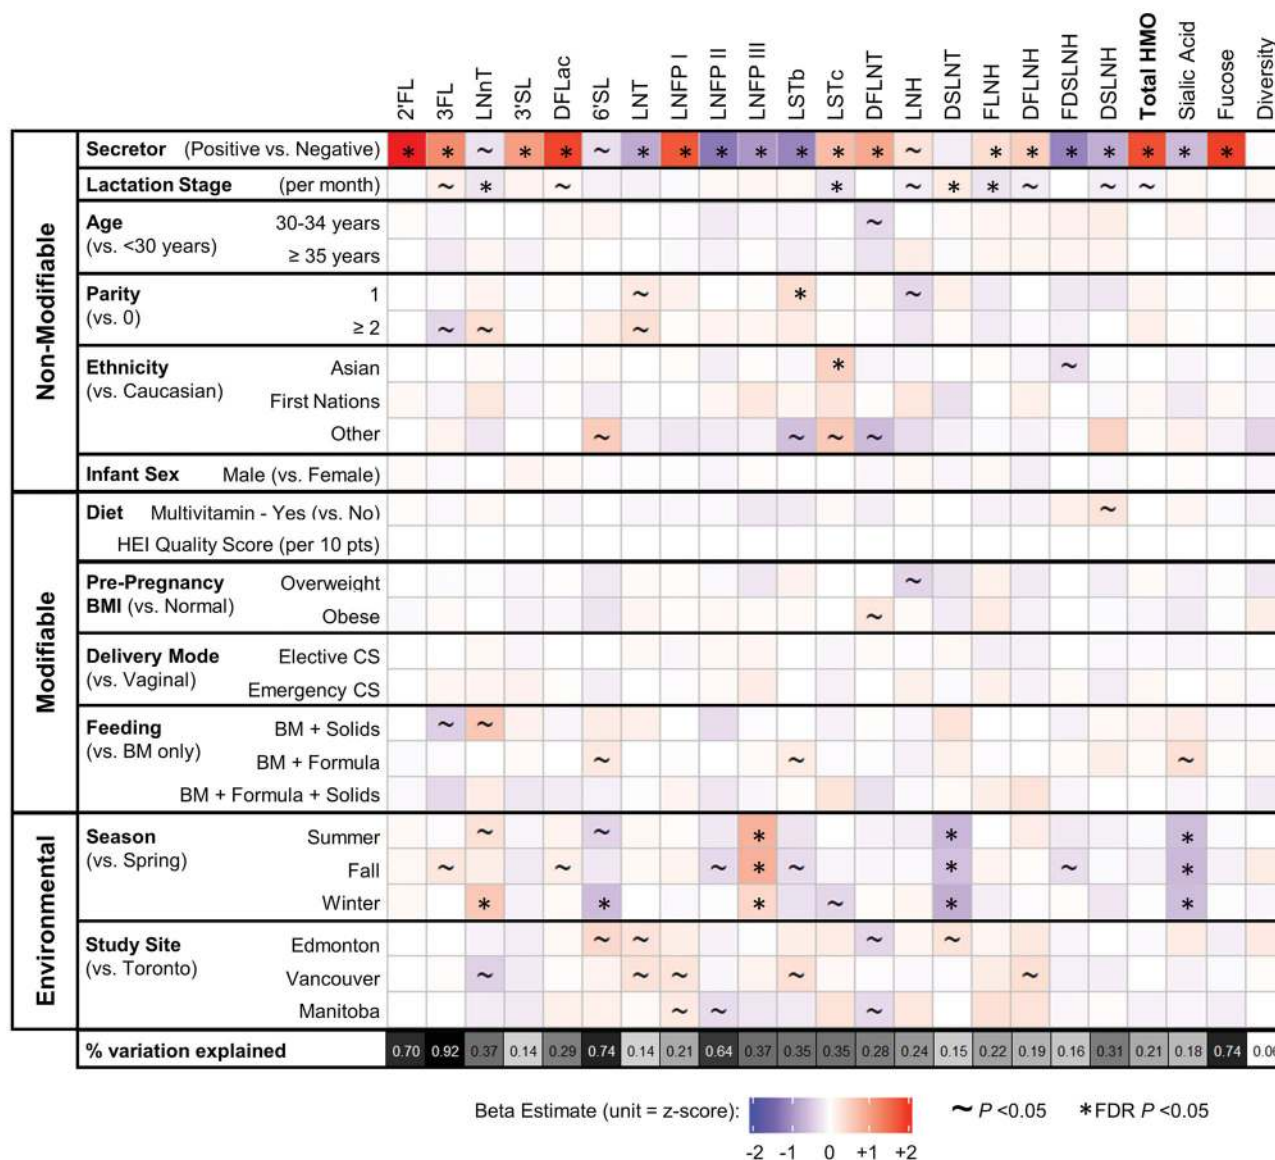 2'FL 3FL LNnT 3'SL DFLac 6'SL LNT LNFP I LNFP II LNFP III LSTb LSTc DFLNT LNH DSLNT FLNH DFLNH FDSLNH DSLNH Total HMO Sialic Acid Fucose Diversity
Non-Modifiable
Secretor (Positive vs. Negative) * * ~ * * ~ * * * * * * * ~ * * * * * * *
Lactation Stage (per month) ~ * ~ * ~ * * ~ ~ ~
Age 30-34 years ~
(vs. <30 years) ≥ 35 years
Parity 1 ~ * ~
(vs. 0) ≥ 2 ~ ~ ~
Ethnicity Asian * ~
(vs. Caucasian) First Nations
Other ~ ~ ~ ~
Infant Sex Male (vs. Female)
Modifiable
Diet Multivitamin - Yes (vs. No) ~
HEI Quality Score (per 10 pts)
Pre-Pregnancy Overweight ~
BMI (vs. Normal) Obese ~
Delivery Mode Elective CS
(vs. Vaginal) Emergency CS
Feeding BM + Solids ~ ~
(vs. BM only) BM + Formula ~ ~ ~
BM + Formula + Solids
Environmental
Season Summer ~ ~ * * *
(vs. Spring) Fall ~ ~ ~ * ~ * ~ *
Winter * * * ~ * *
Study Site Edmonton ~ ~ ~ ~
(vs. Toronto) Vancouver ~ ~ ~ ~ ~
Manitoba ~ ~ ~
% variation explained 0.70 0.92 0.37 0.14 0.29 0.74 0.14 0.21 0.64 0.37 0.35 0.35 0.28 0.24 0.15 0.22 0.19 0.16 0.31 0.21 0.18 0.74
Beta Estimate (unit = z-score): ~ P <0.05 *FDR P <0.05
-2 -1 0 +1 +2